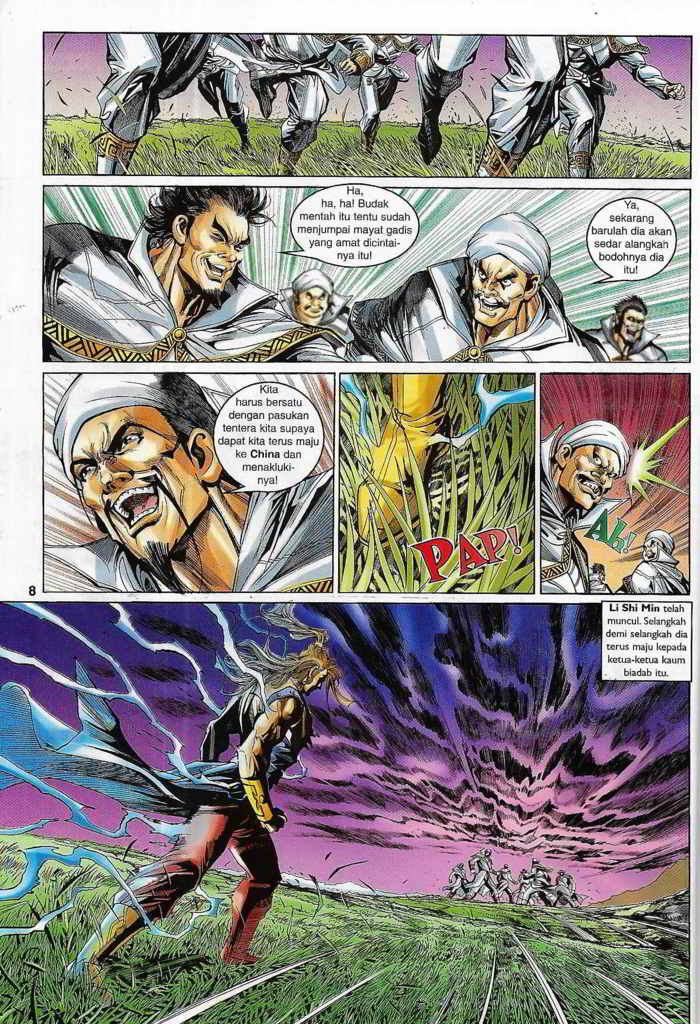 Ha,
ha, ha! Budak
mentah itu tentu sudah
menjumpai mayat gadis
yang amat dicintai-
nya itu!
Ya,
sekarang
barulah dia akan
sedar alangkah
bodohnya dia
itu!
Kita
harus bersatu
dengan pasukan
tentera kita supaya
dapat kita terus maju
ke China dan
menakluki-
nya!
PAP!
Ah!
8
Li Shi Min telah
muncul. Selangkah
demi selangkah dia
terus maju kepada
ketua-ketua kaum
biadab itu.